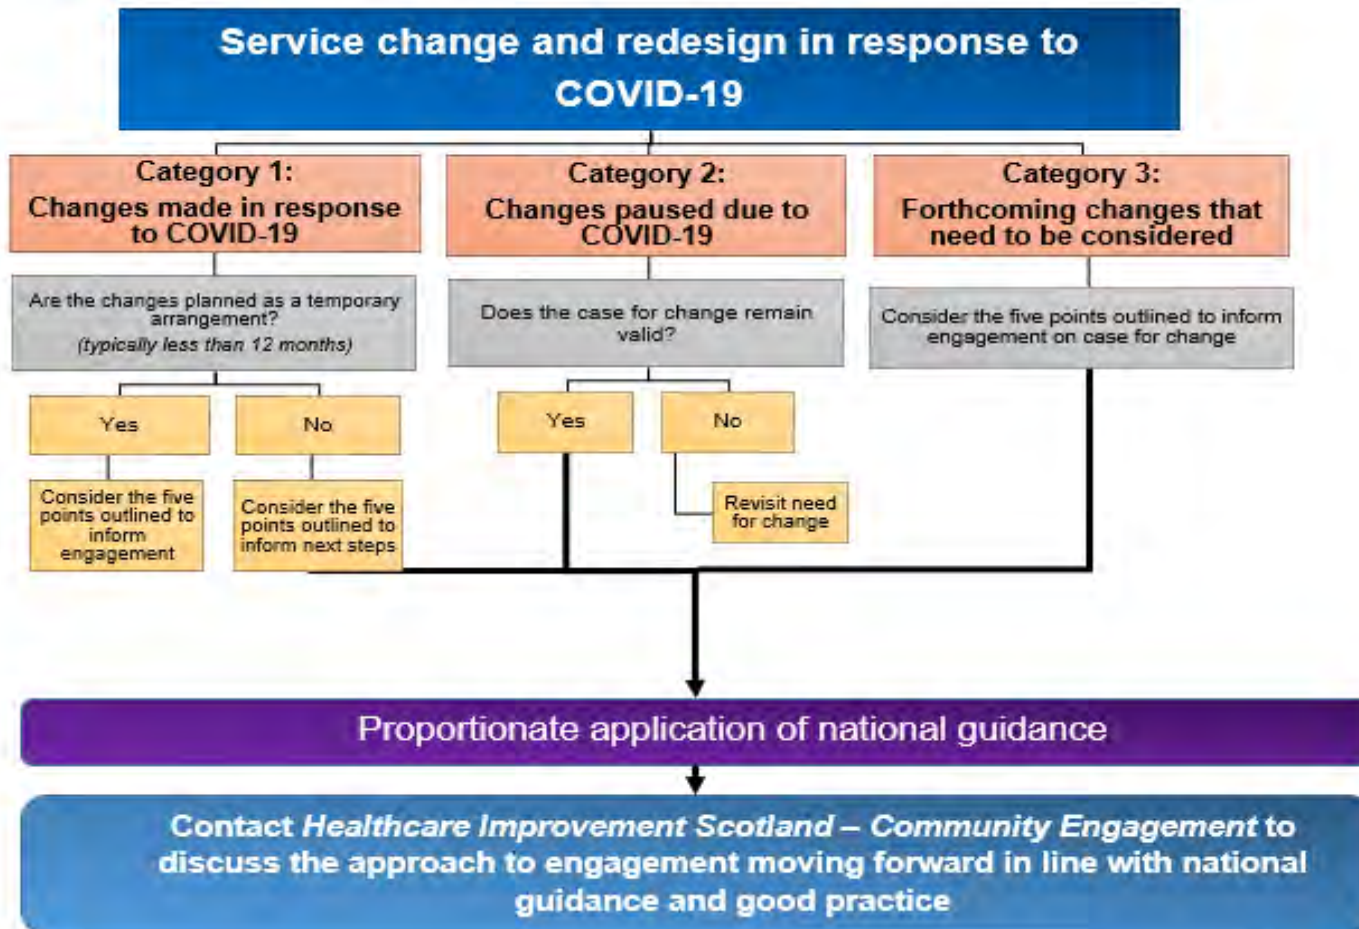 Service change and redesign in response to
COVID-19
Category 1:
Changes made in response
to COVID-19
Category 2:
Changes paused due to
COVID-19
Category 3:
Forthcoming changes that
need to be considered
Are the changes planned as a temporary
arrangement?
(typically less than 12 months)
Does the case for change remain
valid?
Consider the five points outlined to inform
engagement on case for change
Yes
No
Yes
No
Consider the five
points outlined to
inform
engagement
Consider the five
points outlined to
inform next steps
Revisit need
for change
Proportionate application of national guidance
Contact Healthcare Improvement Scotland – Community Engagement to
discuss the approach to engagement moving forward in line with national
guidance and good practice